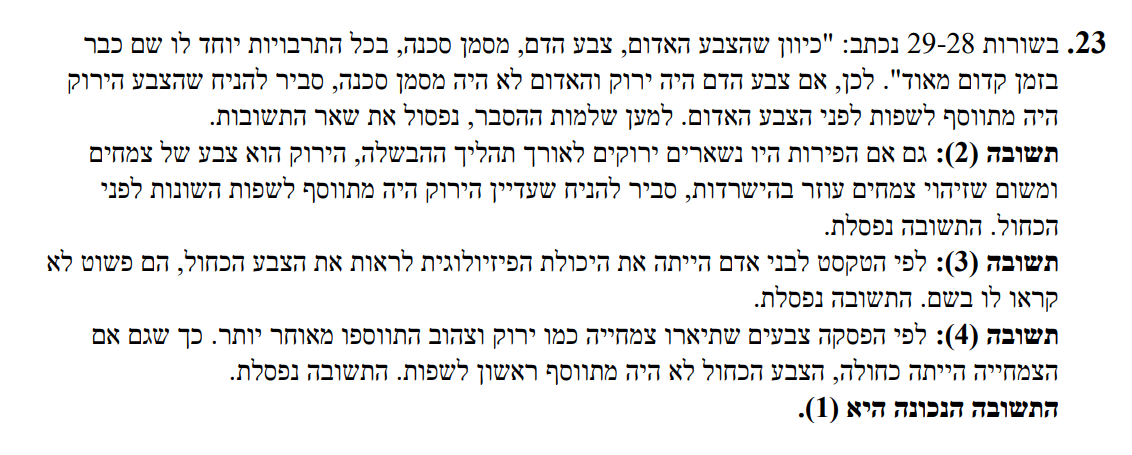 23. בשורות 29-28 נכתב: "כיוון שהצבע האדום, צבע הדם, מסמן סכנה, בכל התרבויות יוחד לו שם כבר
בזמן קדום מאוד". לכן, אם צבע הדם היה ירוק והאדום לא היה מסמן סכנה, סביר להניח שהצבע הירוק
היה מתווסף לשפות לפני הצבע האדום. למען שלמות ההסבר, נפסול את שאר התשובות.
תשובה (2): גם אם הפירות היו נשארים ירוקים לאורך תהליך ההבשלה, הירוק הוא צבע של צמחים
ומשום שזיהוי צמחים עוזר בהישרדות, סביר להניח שעדיין הירוק היה מתווסף לשפות השונות לפני
הכחול. התשובה נפסלת.
תשובה (3): לפי הטקסט לבני אדם הייתה את היכולת הפיזיולוגית לראות את הצבע הכחול, הם פשוט לא
קראו לו בשם. התשובה נפסלת.
תשובה (4): לפי הפסקה צבעים שתיארו צמחייה כמו ירוק וצהוב התווספו מאוחר יותר. כך שגם אם
הצמחייה הייתה כחולה, הצבע הכחול לא היה מתווסף ראשון לשפות. התשובה נפסלת.
התשובה הנכונה היא (1).